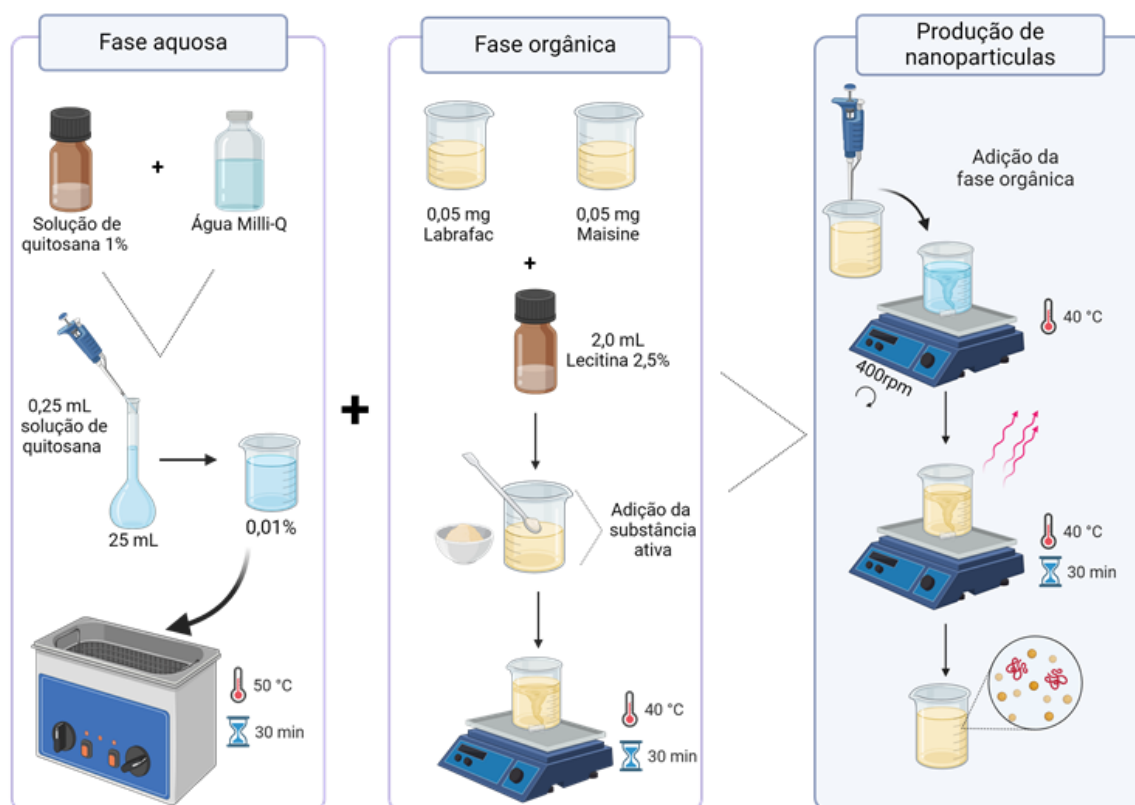 Fase aquosa
Solução de
quitosana 1%
+
Água Milli-Q
0,25 mL
solução de
quitosana
25 mL
0,01%
50 °C
30 min
+
Fase orgânica
0,05 mg
Labrafac
0,05 mg
Maisine
+
2,0 mL
Lecitina 2,5%
Adição da
substância
ativa
40 °C
30 min
Produção de
nanoparticulas
Adição da
fase orgânica
40 °C
400rpm
40 °C
30 min